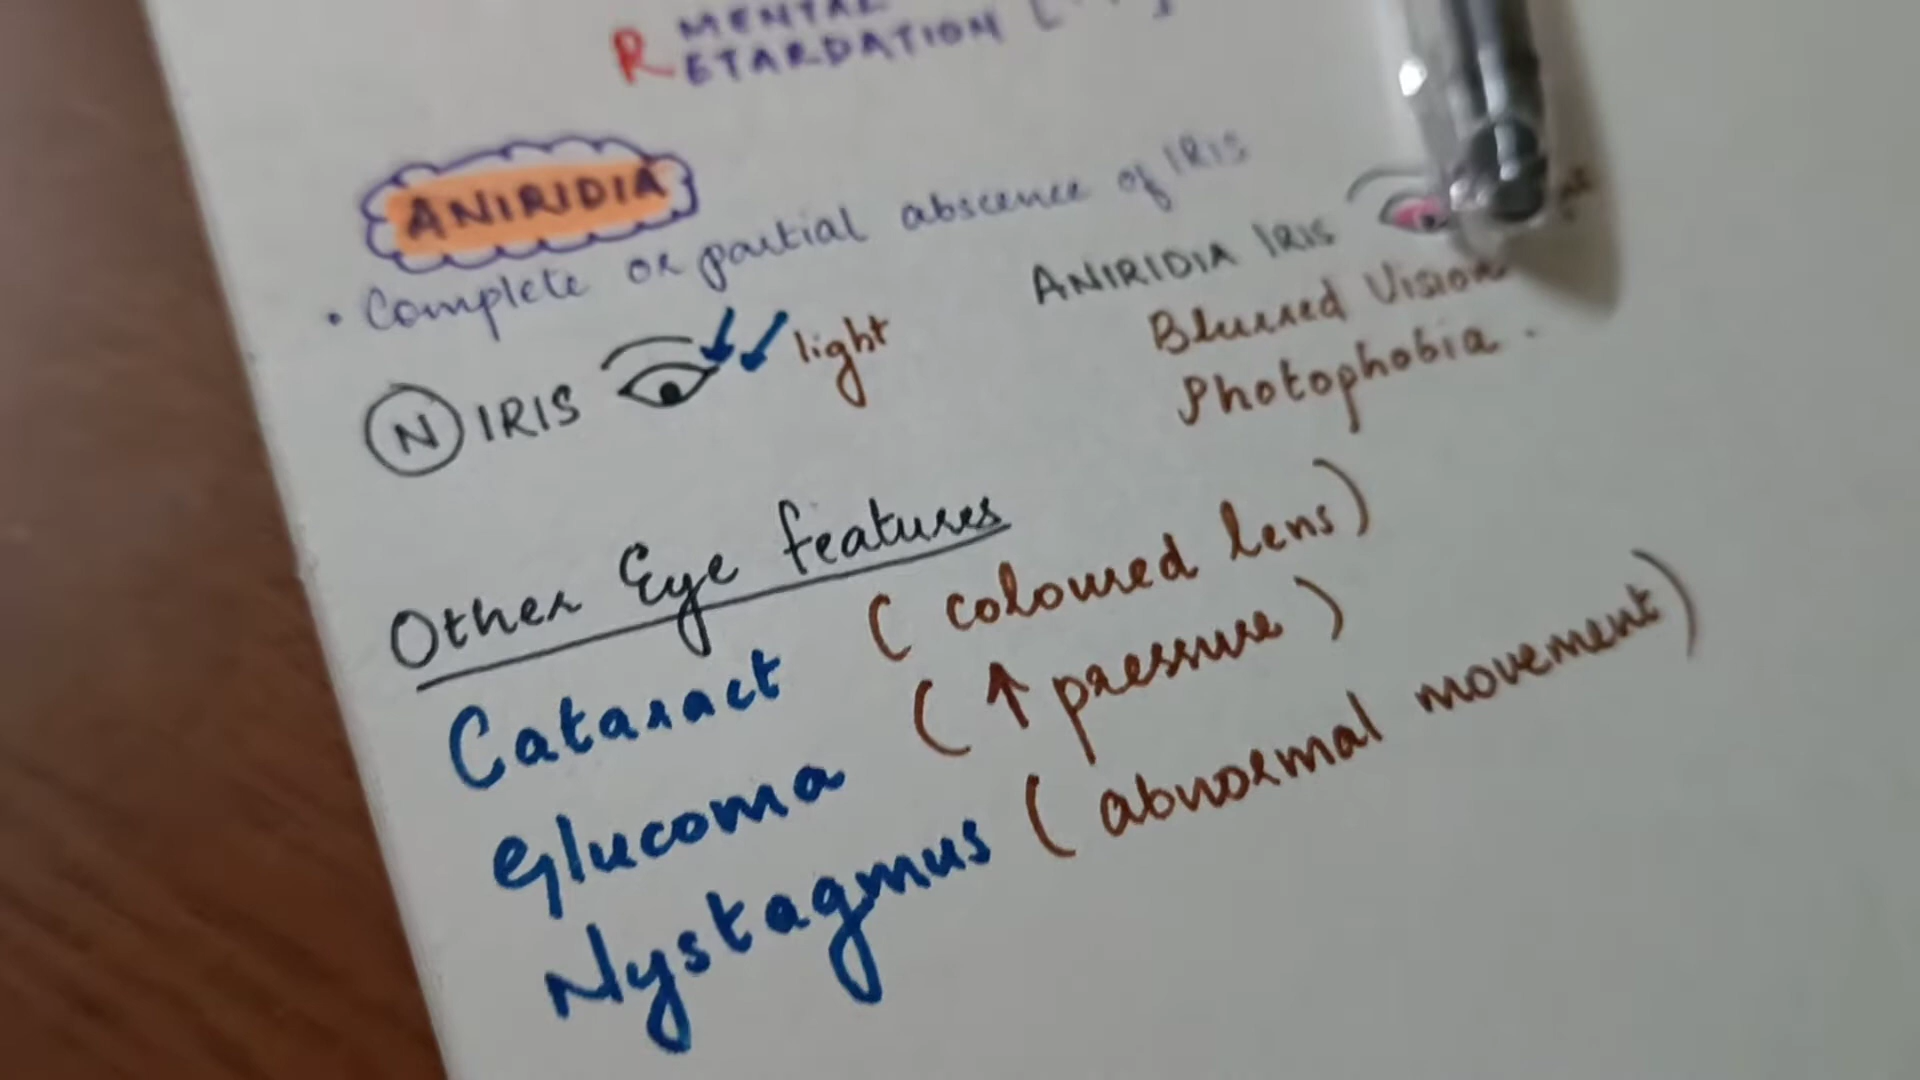 MENTAL
RETARDATION [
ANIRIDIA
• Complete or partial abscence of IRIS
N IRIS light
ANIRIDIA IRIS
Blurred Vision
Photophobia.
Other Eye features
Cataract ( coloured lens)
Glucoma ( ↑ pressure )
Nystagmus ( abnormal movement)